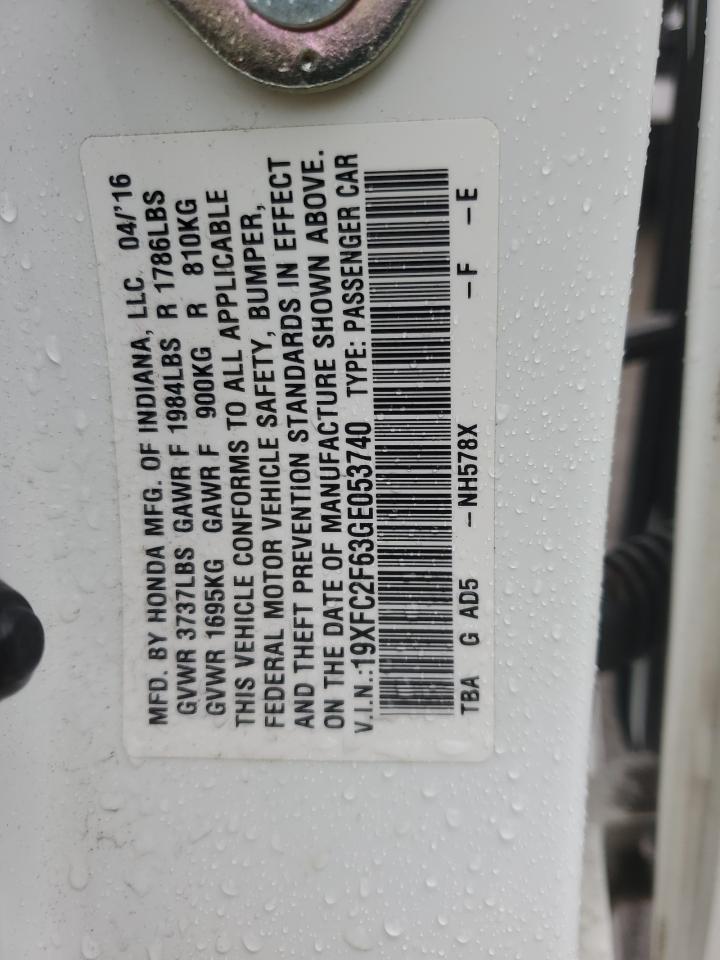 MFD. BY HONDA MFG. OF INDIANA, LLC. 04/'16
GVWR 3737LBS GAWR F 1984LBS R 1786LBS
GVWR 1695KG GAWR F 900KG R 810KG
THIS VEHICLE CONFORMS TO ALL APPLICABLE
FEDERAL MOTOR VEHICLE SAFETY, BUMPER,
AND THEFT PREVENTION STANDARDS IN EFFECT
ON THE DATE OF MANUFACTURE SHOWN ABOVE.
V.I.N.:19XFC2F63GE053740 TYPE: PASSENGER CAR
TBA G AD5 –NH578X –F –E